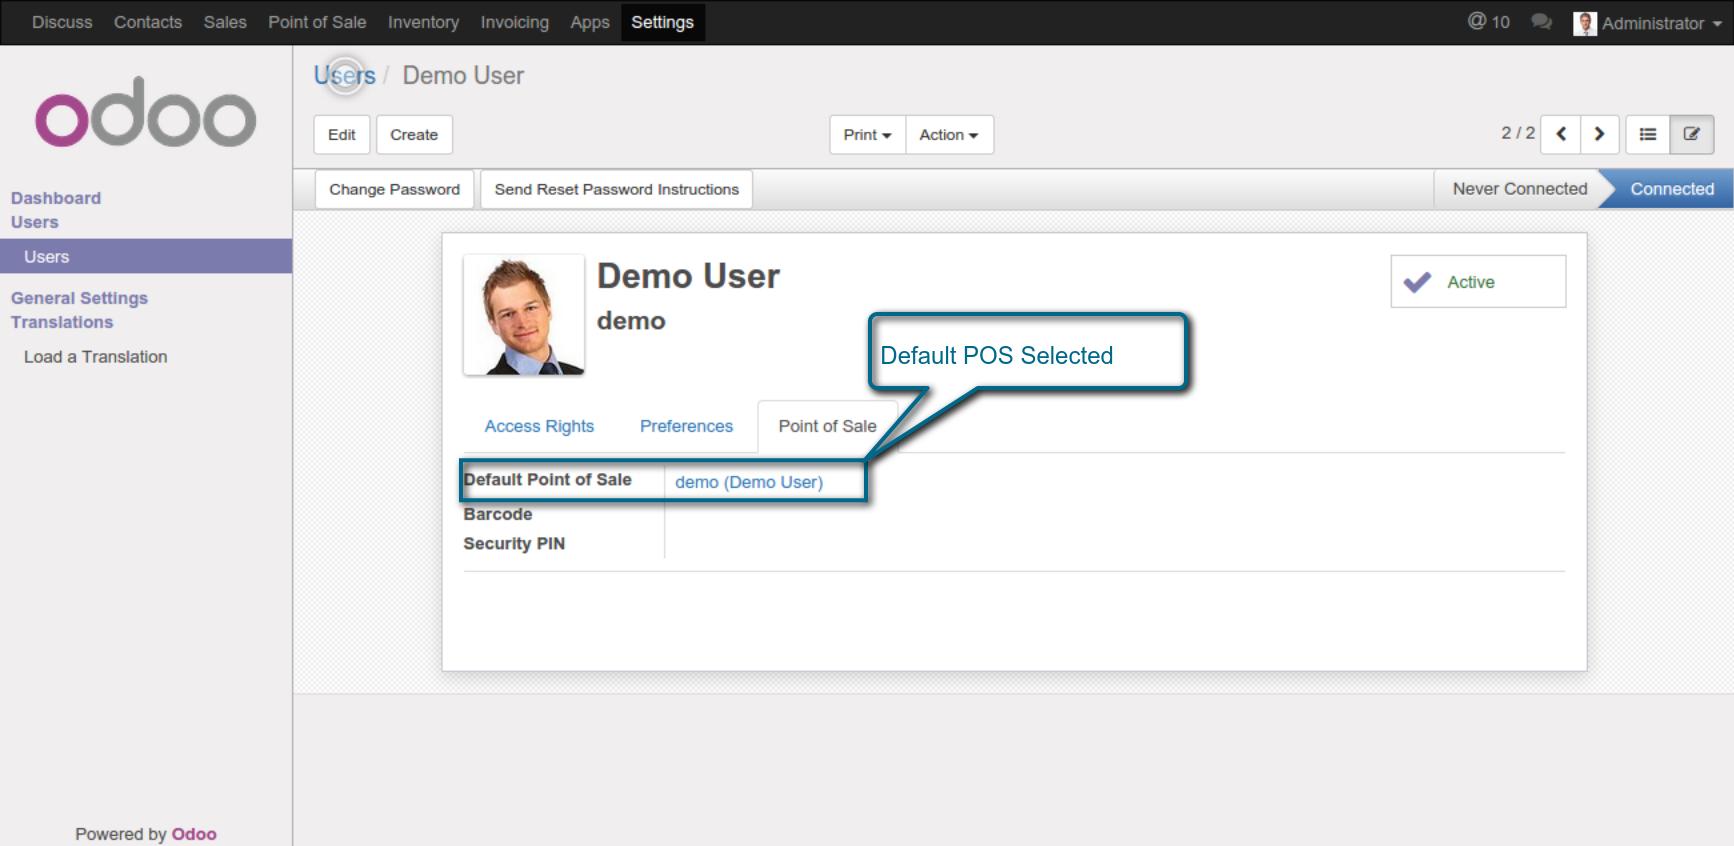 Discuss Contacts Sales Point of Sale Inventory Invoicing Apps Settings @ 10 Administrator
odoo
Users / Demo User
Edit Create Print Action 2 / 2
Change Password Send Reset Password Instructions Never Connected Connected
Dashboard
Users
Users
General Settings
Translations
Load a Translation
Demo User
demo
Active
Default POS Selected
Access Rights Preferences Point of Sale
Default Point of Sale demo (Demo User)
Barcode
Security PIN
Powered by Odoo